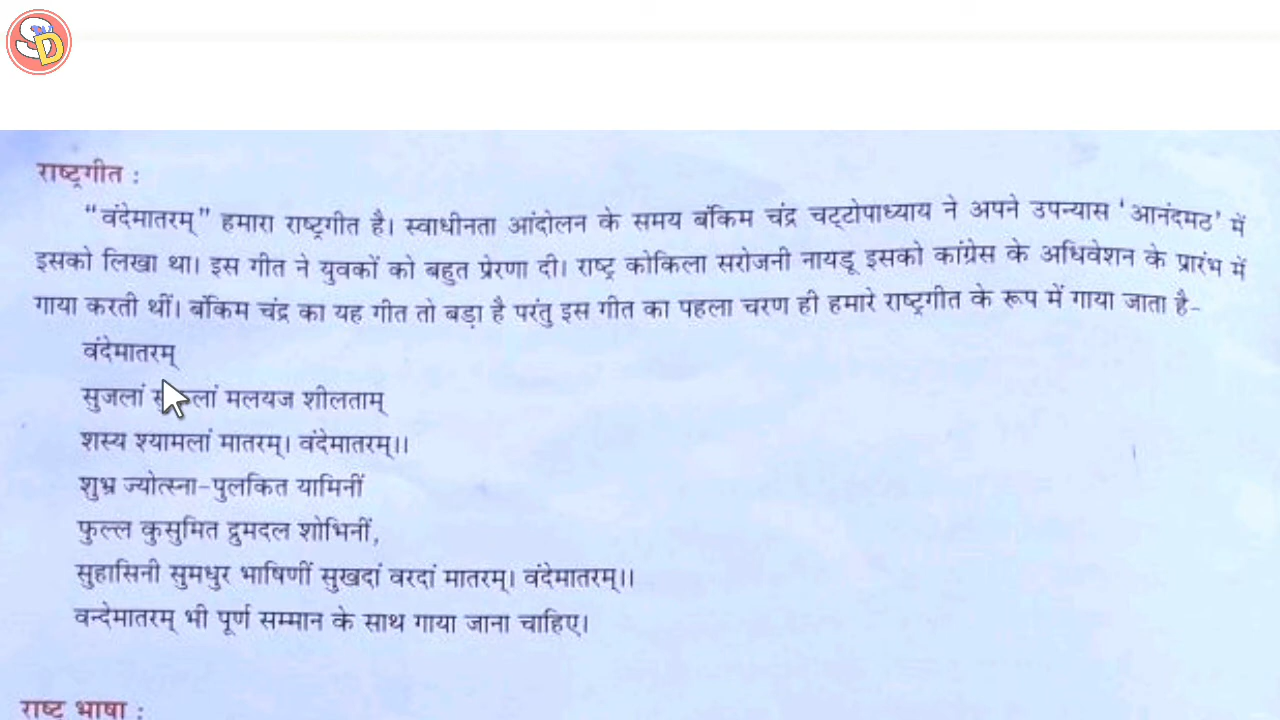 SD
राष्ट्रगीत :
“वंदेमातरम्” हमारा राष्ट्रगीत है। स्वाधीनता आंदोलन के समय बंकिम चंद्र चट्टोपाध्याय ने अपने उपन्यास ‘आनंदमठ’ में
इसको लिखा था। इस गीत ने युवकों को बहुत प्रेरणा दी। राष्ट्र कोकिला सरोजनी नायडू इसको कांग्रेस के अधिवेशन के प्रारंभ में
गाया करती थीं। बंकिम चंद्र का यह गीत तो बड़ा है परंतु इस गीत का पहला चरण ही हमारे राष्ट्रगीत के रूप में गाया जाता है-
वंदेमातरम्
सुजलां मलयज शीलताम्
शस्य श्यामलां मातरम्। वंदेमातरम्।।
शुभ्र ज्योत्स्ना-पुलकित यामिनीं
फुल्ल कुसुमित द्रुमदल शोभिनीं,
सुहासिनी सुमधुर भाषिणीं सुखदां वरदां मातरम्। वंदेमातरम्।।
वन्देमातरम् भी पूर्ण सम्मान के साथ गाया जाना चाहिए।
राष्ट भाषा :